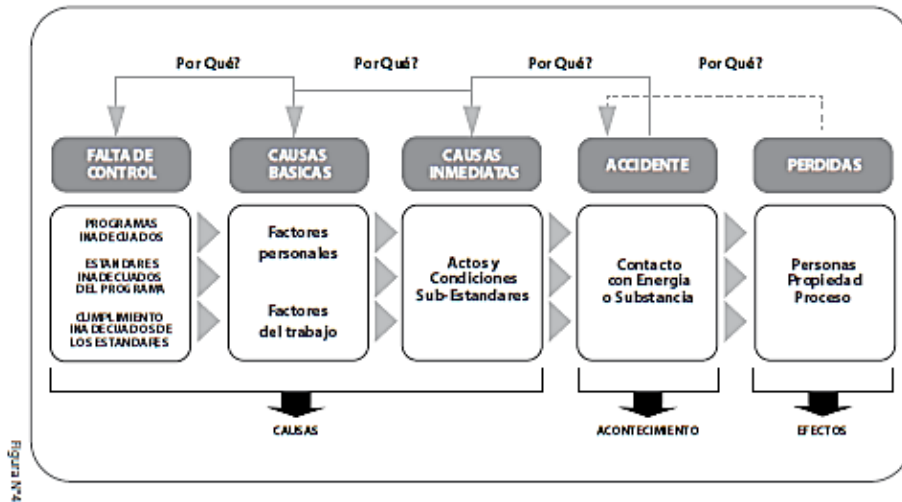 Por Qué?
Por Qué?
Por Qué?
Por Qué?
FALTA DE
CONTROL
CAUSAS
BASICAS
CAUSAS
INMEDIATAS
ACCIDENTE
PERDIDAS
PROGRAMAS
INADECUADOS
ESTANDARES
INADECUADOS
DEL PROGRAMA
CUMPLIMIENTO
INADECUADOS DE
LOS ESTANDARES
Factores
personales
Factores
del trabajo
Actos y
Condiciones
Sub-Estandares
Contacto
con Energía
o Substancia
Personas
Propiedad
Proceso
CAUSAS
ACONTECIMIENTO
EFECTOS
Figura N°4